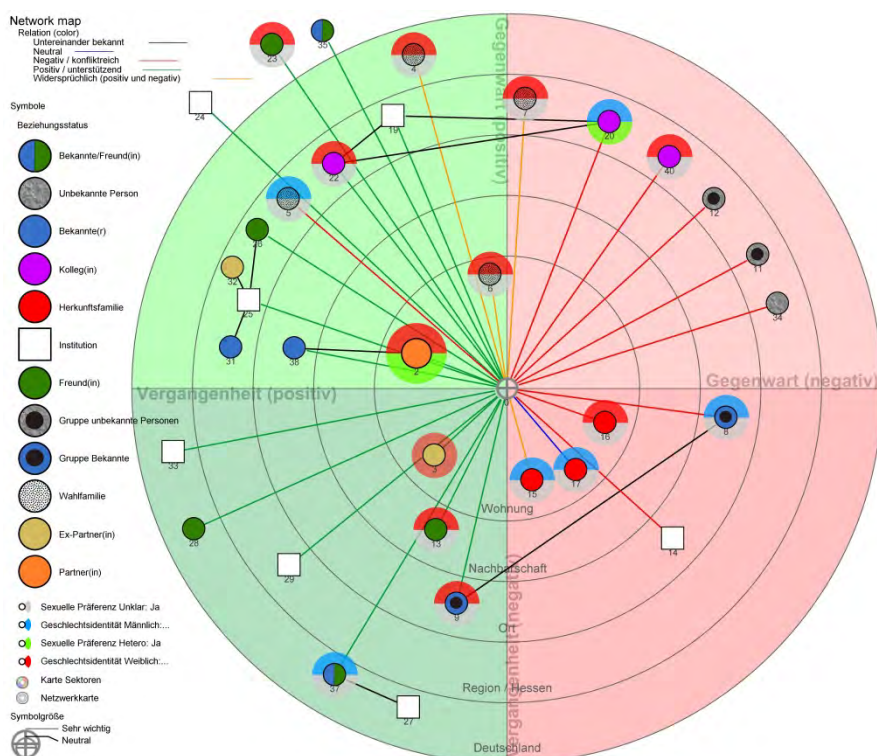 Network map
Relation (color)
Untereinander bekannt
Neutral
Negativ / konfliktreich
Positiv / unterstützend
Widersprüchlich (positiv und negativ)
Symbole
Beziehungsstatus
Bekannte/Freund(in)
Unbekannte Person
Bekannte(r)
Kolleg(in)
Herkunftsfamilie
Institution
Freund(in)
Gruppe unbekannte Personen
Gruppe Bekannte
Wahlfamilie
Ex-Partner(in)
Partner(in)
Sexuelle Präferenz Unklar: Ja
Geschlechtsidentität Männlich:...
Sexuelle Präferenz Hetero: Ja
Geschlechtsidentität Weiblich:...
Karte Sektoren
Netzwerkkarte
Symbolgröße
Sehr wichtig
Neutral
Gegenwart (positiv)
Gegenwart (negativ)
Vergangenheit (positiv)
Vergangenheit (negativ)
Wohnung
Nachbarschaft
Ort
Region / Hessen
Deutschland
23
35
4
24
19
7
20
22
40
5
12
26
11
32
6
25
34
31
38
2
0
8
16
3
17
33
15
13
28
14
29
9
37
27